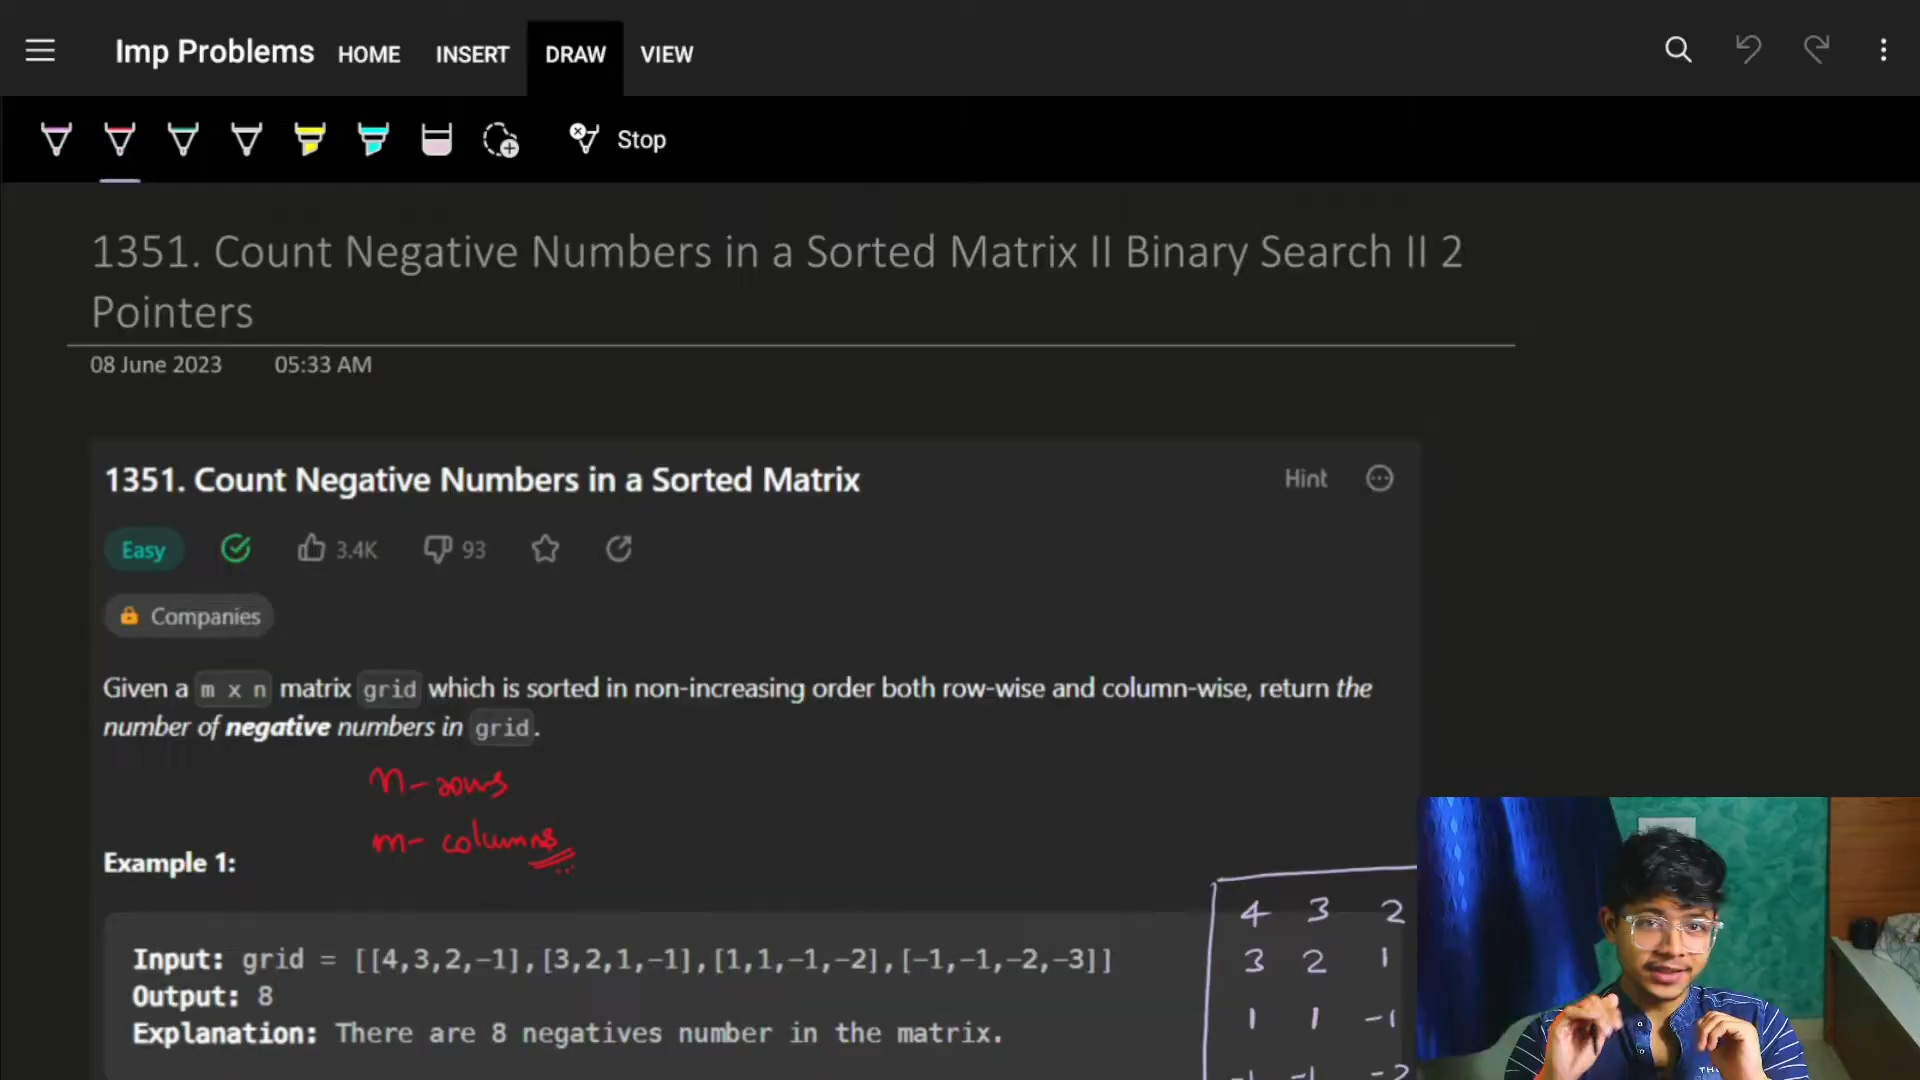 Imp Problems HOME INSERT DRAW VIEW
Stop
1351. Count Negative Numbers in a Sorted Matrix II Binary Search II 2
Pointers
08 June 2023 05:33 AM
1351. Count Negative Numbers in a Sorted Matrix Hint
Easy 3.4K 93
Companies
Given a m x n matrix grid which is sorted in non-increasing order both row-wise and column-wise, return the
number of negative numbers in grid.
n- rows
m- columns
Example 1:
Input: grid = [[4,3,2,-1],[3,2,1,-1],[1,1,-1,-2],[-1,-1,-2,-3]]
Output: 8
Explanation: There are 8 negatives number in the matrix.
4 3 2
3 2 1
1 1 -1
-1 -1 -2